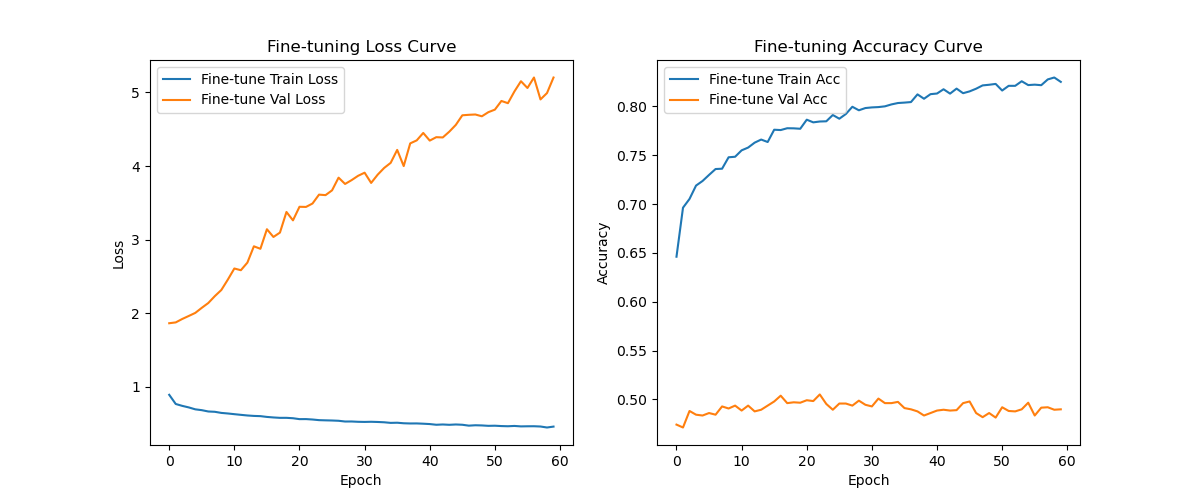 Fine-tuning Loss Curve
Fine-tune Train Loss
Fine-tune Val Loss
5
4
3
2
1
Loss
0 10 20 30 40 50 60
Epoch
Fine-tuning Accuracy Curve
Fine-tune Train Acc
Fine-tune Val Acc
0.80
0.75
0.70
0.65
0.60
0.55
0.50
Accuracy
0 10 20 30 40 50 60
Epoch